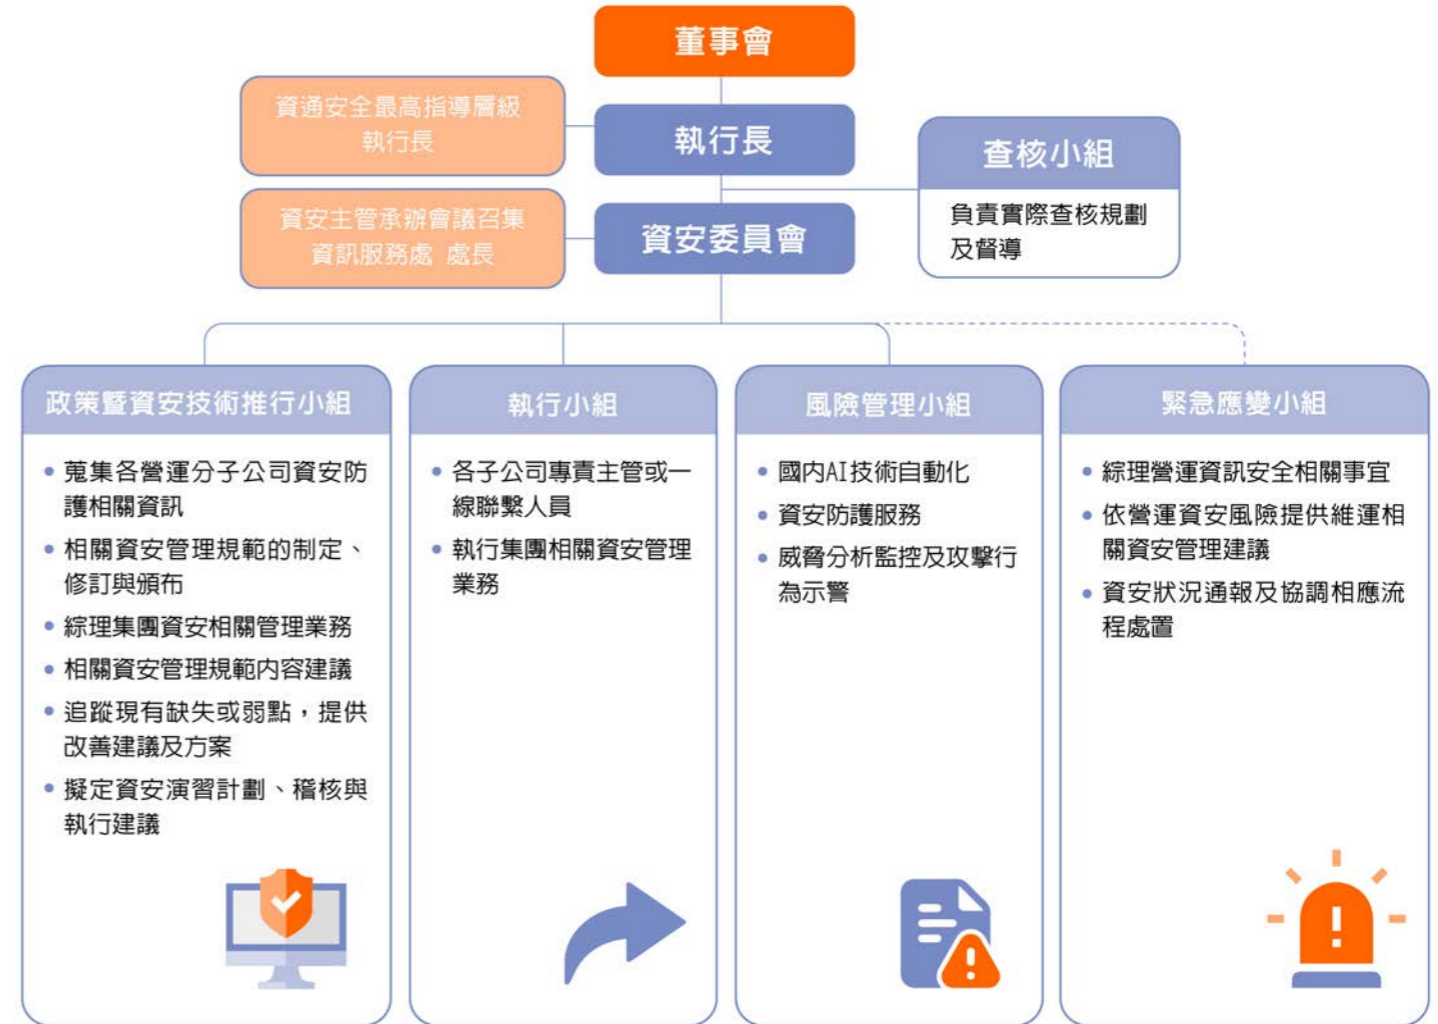 董事會
資通安全最高指導層級
執行長
執行長
查核小組
負責實際查核規劃
及督導
資安主管承辦會議召集
資訊服務處 處長
資安委員會
政策暨資安技術推行小組
• 蒐集各營運分子公司資安防
護相關資訊
• 相關資安管理規範的制定、
修訂與頒布
• 綜理集團資安相關管理業務
• 相關資安管理規範內容建議
• 追蹤現有缺失或弱點，提供
改善建議及方案
• 擬定資安演習計劃、稽核與
執行建議
執行小組
• 各子公司專責主管或一
線聯繫人員
• 執行集團相關資安管理
業務
風險管理小組
• 國內AI技術自動化
• 資安防護服務
• 威脅分析監控及攻擊行
為示警
緊急應變小組
• 綜理營運資訊安全相關事宜
• 依營運資安風險提供維運相
關資安管理建議
• 資安狀況通報及協調相應流
程處置